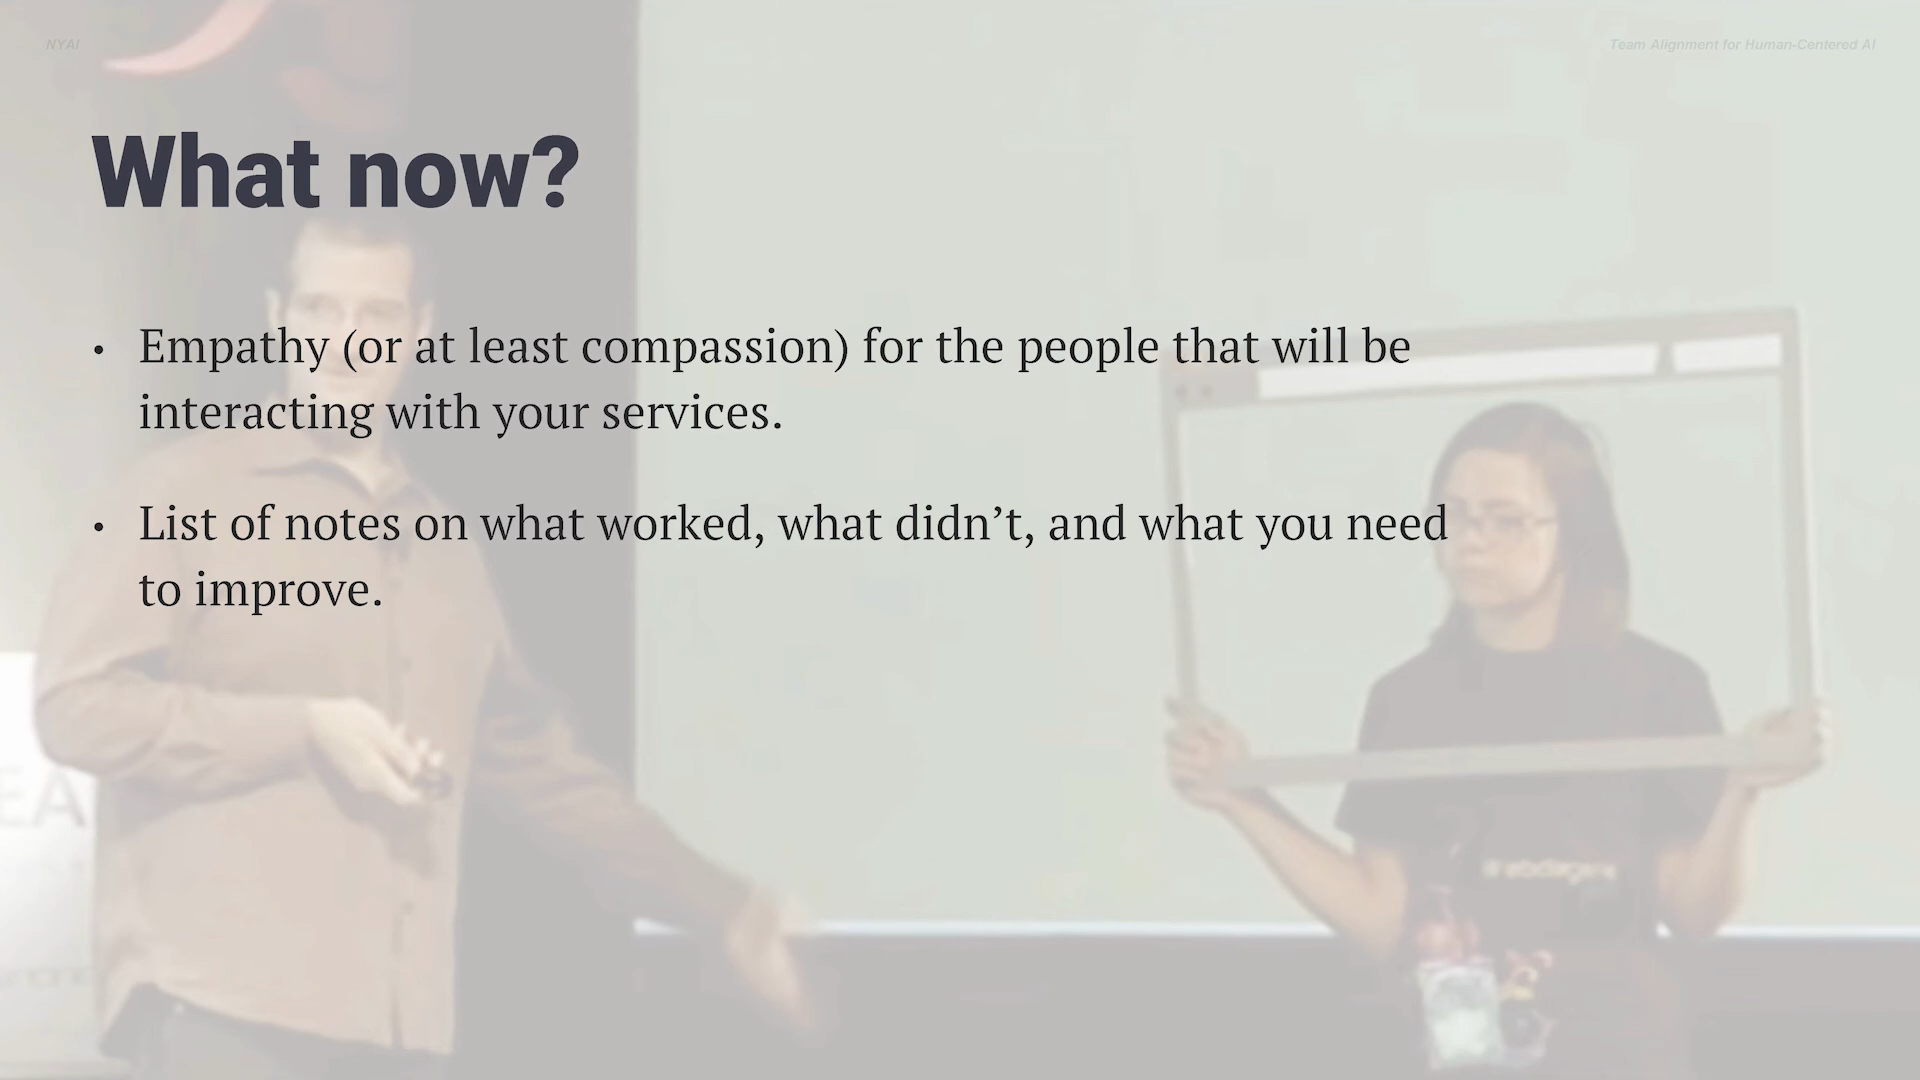 NYAI
Team Alignment for Human-Centered AI
What now?
• Empathy (or at least compassion) for the people that will be
interacting with your services.
• List of notes on what worked, what didn’t, and what you need
to improve.
EA